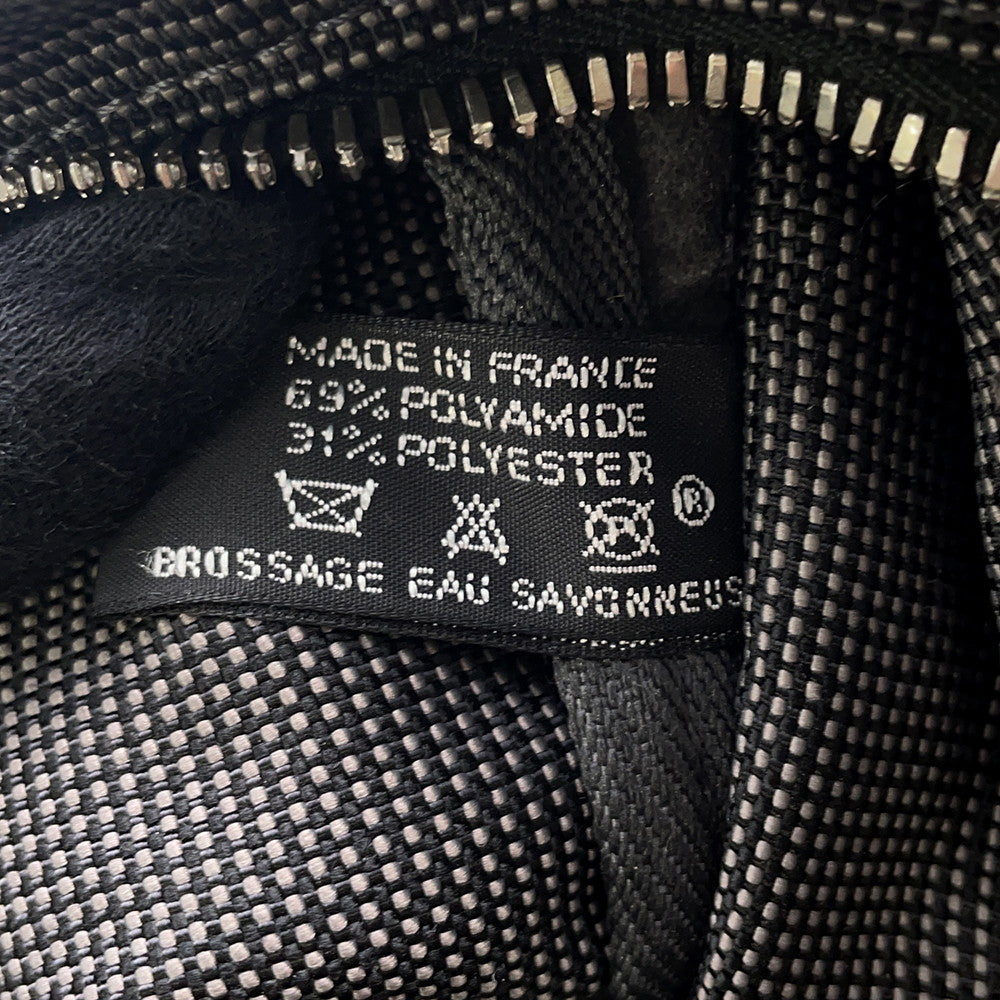 MADE IN FRANCE
69% POLYAMIDE
31% POLYESTER
®
BROSSAGE EAU SAVONNEUS